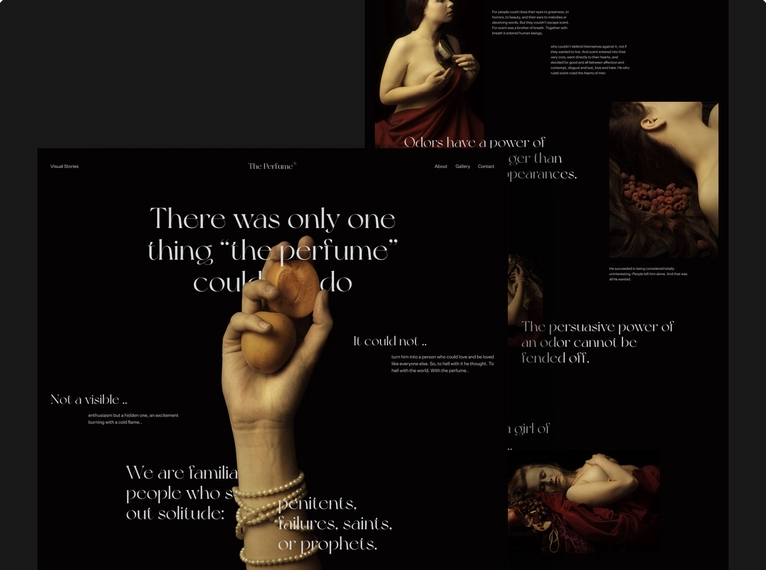 For people could close their eyes to greatness, to
horrors, to beauty, and their ears to melodies or
deceiving words. But they couldn't escape scent.
For scent was a brother of breath. Together with
breath it entered human beings,
who couldn't defend themselves against it, not if
they wanted to live. And scent entered into their
very core, went directly to their hearts, and
decided for good and all between affection and
contempt, disgust and lust, love and hate. He who
ruled scent ruled the hearts of men
Odors have a power of
ger than
ppearances.
He succeeded in being considered totally
uninteresting. People left him alone. And that was
all he wanted
The persuasive power of
an odor cannot be
fended off.
girl of
..
Visual Stories
The Perfume®
About
Gallery
Contact
There was only one
thing “the perfume”
could do
It could not ..
turn him into a person who could love and be loved
like everyone else. So, to hell with it he thought. To
hell with the world. With the perfume..
Not a visible ..
enthusiasm but a hidden one, an excitement
burning with a cold flame..
We are familia
people who s
out solitude:
penitents,
failures, saints,
or prophets.